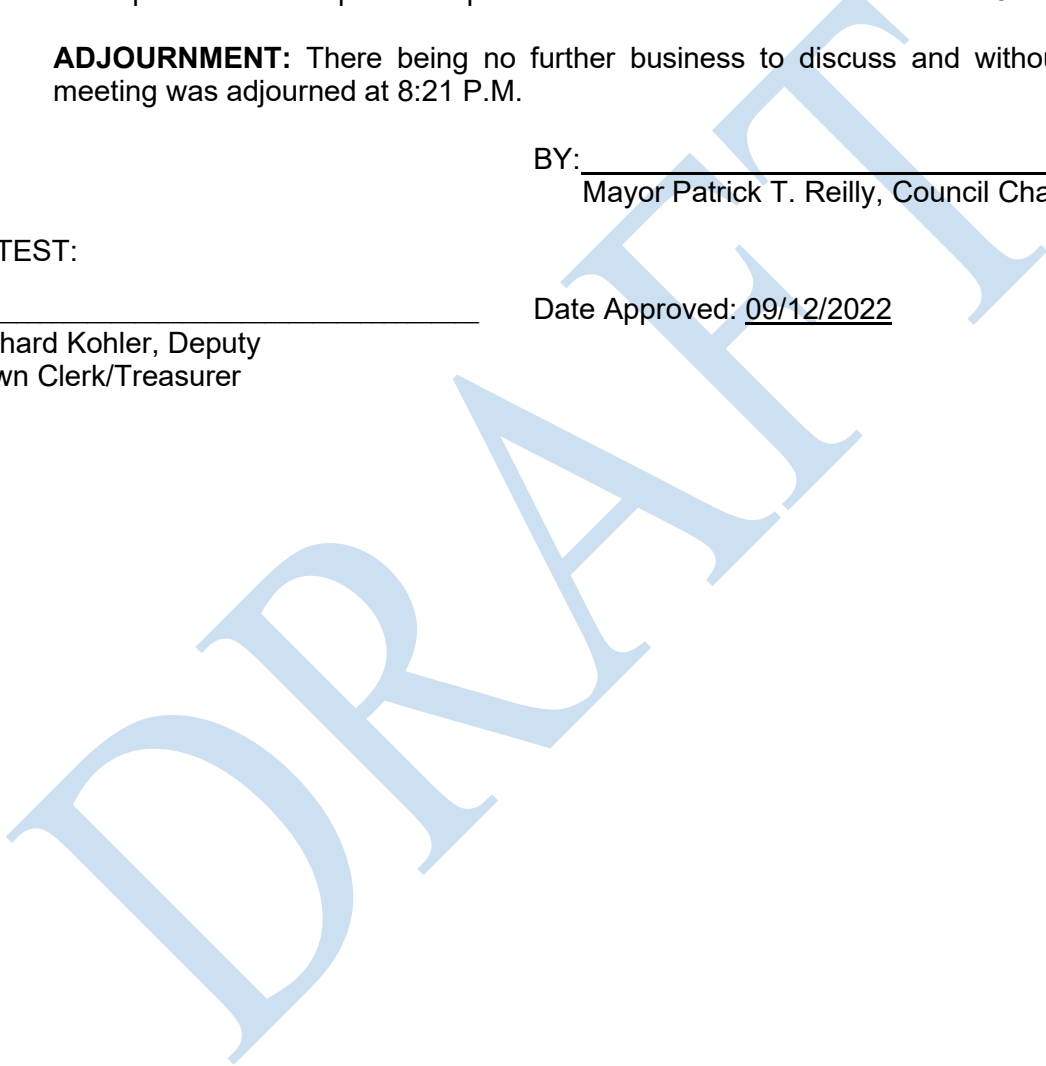 ADJOURNMENT: There being no further business to discuss and withou
meeting was adjourned at 8:21 P.M.
BY:
Mayor Patrick T. Reilly, Council Cha
TEST:
Date Approved: 09/12/2022
hard Kohler, Deputy
wn Clerk/Treasurer
DRAFT